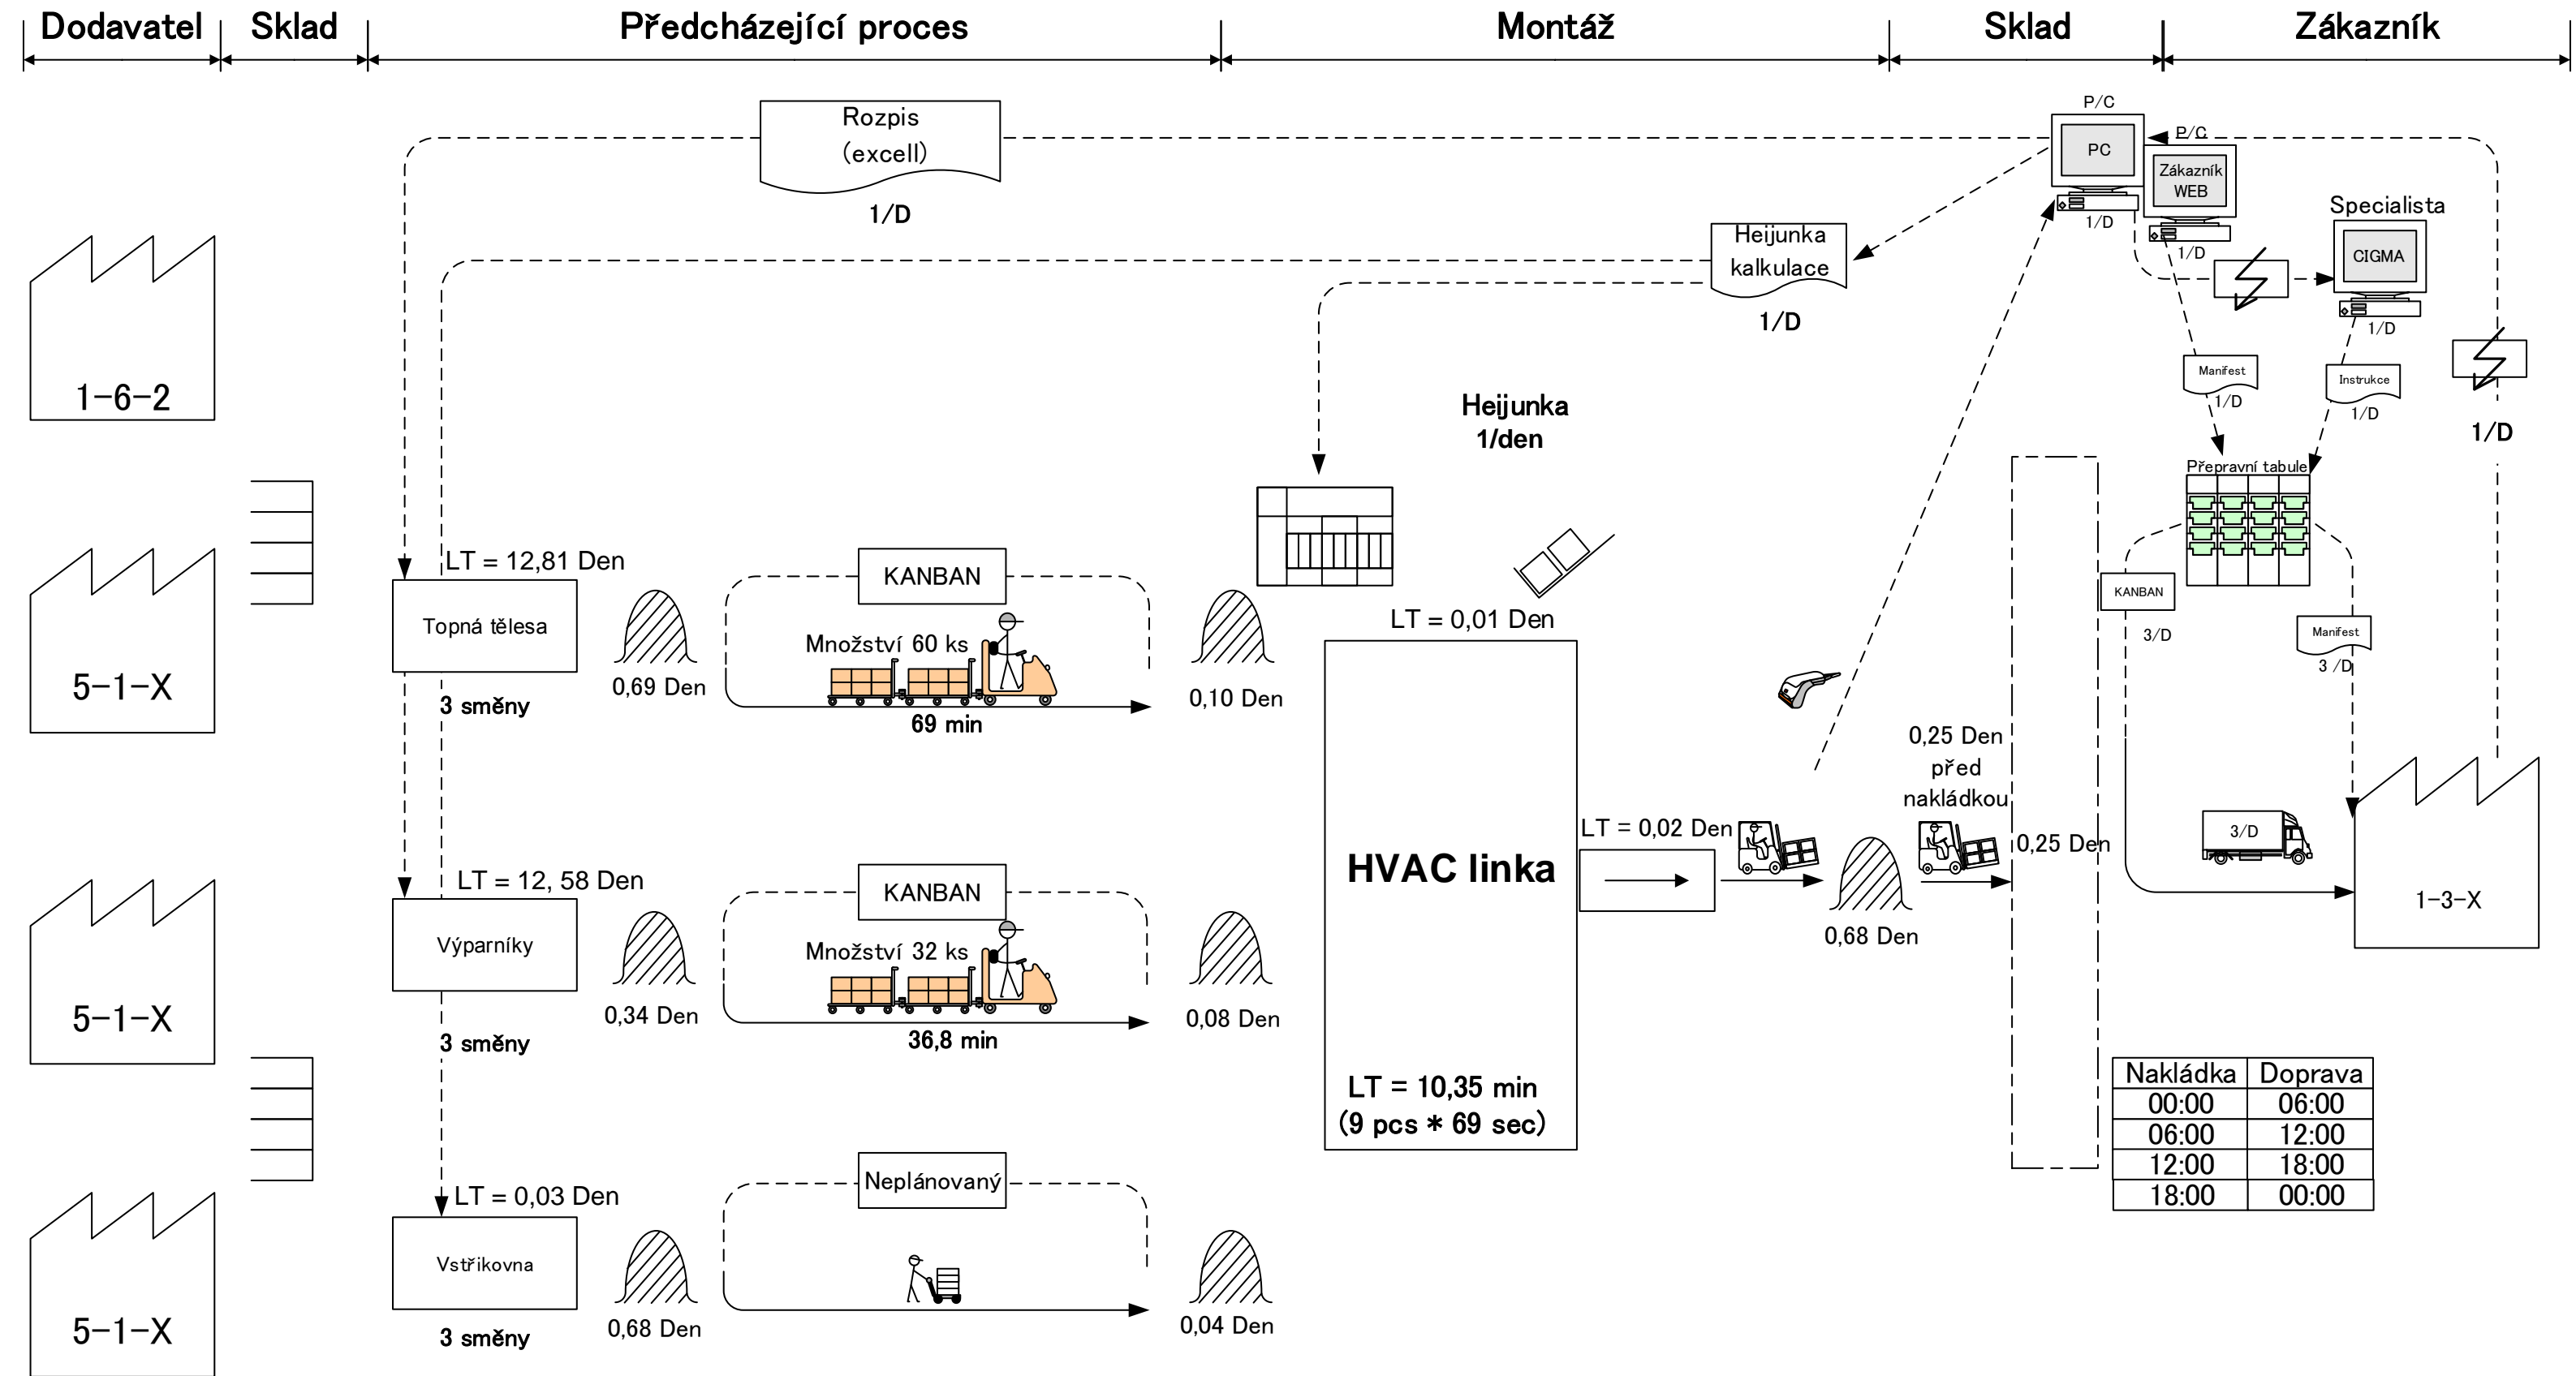 Dodavatel
Sklad
Předcházející proces
Montáž
Sklad
Zákazník
Rozpis
(excell)
1/D
P/C
PC
1/D
P/C
Zákazník
WEB
1/D
Specialista
CIGMA
1/D
Heijunka
kalkulace
1/D
Manifest
1/D
Instrukce
1/D
1/D
1-6-2
Heijunka
1/den
Přepravní tabule
5-1-X
LT = 12,81 Den
Topná tělesa
3 směny
0,69 Den
KANBAN
Množství 60 ks
69 min
0,10 Den
LT = 0,01 Den
HVAC linka
LT = 10,35 min
(9 pcs * 69 sec)
KANBAN
3/D
Manifest
3 /D
0,25 Den
před
nakládkou
LT = 0,02 Den
0,68 Den
0,25 Den
3/D
1-3-X
5-1-X
LT = 12, 58 Den
Výparníky
3 směny
0,34 Den
KANBAN
Množství 32 ks
36,8 min
0,08 Den
Nakládka Doprava
00:00 06:00
06:00 12:00
12:00 18:00
18:00 00:00
5-1-X
LT = 0,03 Den
Vstřikovna
3 směny
0,68 Den
Neplánovaný
0,04 Den